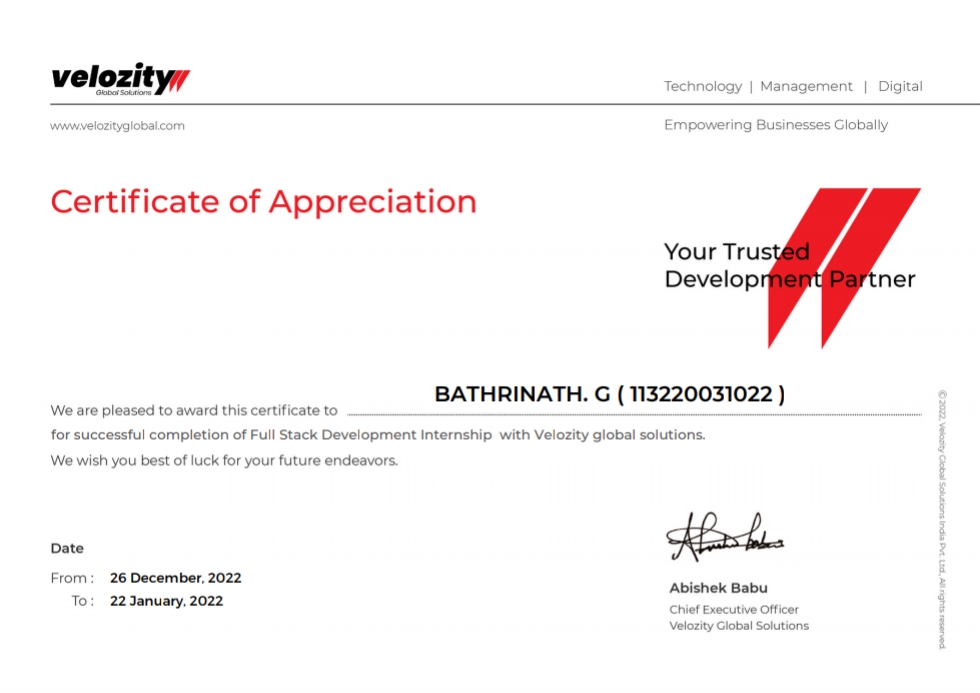 velozity
Global Solutions
Technology | Management | Digital
www.velozityglobal.com
Empowering Businesses Globally
Certificate of Appreciation
Your Trusted
Development Partner
BATHRINATH. G ( 113220031022 )
We are pleased to award this certificate to
for successful completion of Full Stack Development Internship with Velozity global solutions.
We wish you best of luck for your future endeavors.
Date
From : 26 December, 2022
To : 22 January, 2022
Abishek Babu
Abishek Babu
Chief Executive Officer
Velozity Global Solutions
© 2022, Velozity Global Solutions India Pvt. Ltd., All rights reserved.